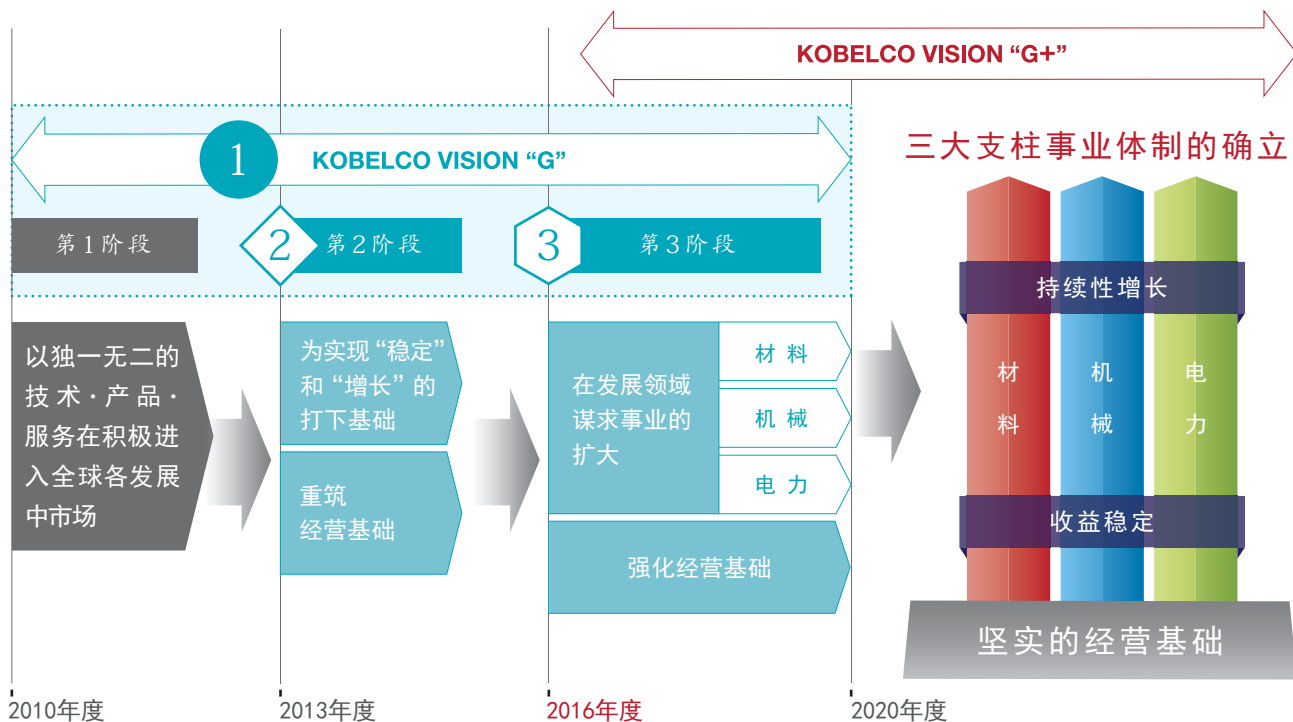 KOBELCO VISION “G+”
1
KOBELCO VISION “G”
三大支柱事业体制的确立
第1阶段
2
第2阶段
3
第3阶段
持续性增长
以独一无二的
技术·产品·
服务在积极进
入全球各发展
中市场
为实现“稳定”
和“增长”的
打下基础
重筑
经营基础
在发展领域
谋求事业的
扩大
材料
机械
电力
强化经营基础
材料
机械
电力
收益稳定
坚实的经营基础
2010年度
2013年度
2016年度
2020年度